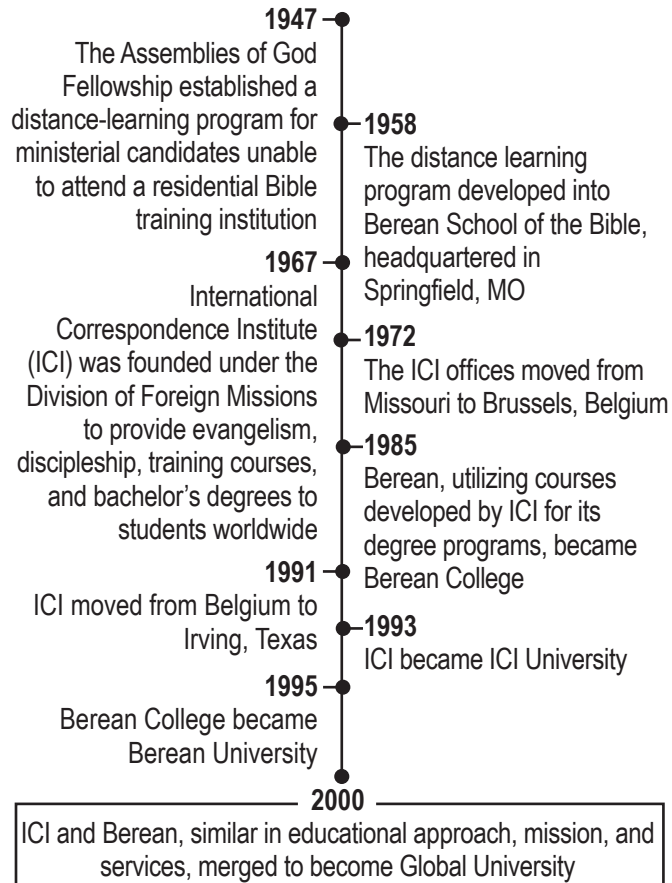 1947
The Assemblies of God
Fellowship established a
distance-learning program for
ministerial candidates unable
to attend a residential Bible
training institution
1958
The distance learning
program developed into
Berean School of the Bible,
headquartered in
Springfield, MO
1967
International
Correspondence Institute
(ICI) was founded under the
Division of Foreign Missions
to provide evangelism,
discipleship, training courses,
and bachelor’s degrees to
students worldwide
1972
The ICI offices moved from
Missouri to Brussels, Belgium
1985
Berean, utilizing courses
developed by ICI for its
degree programs, became
Berean College
1991
ICI moved from Belgium to
Irving, Texas
1993
ICI became ICI University
1995
Berean College became
Berean University
2000
ICI and Berean, similar in educational approach, mission, and
services, merged to become Global University